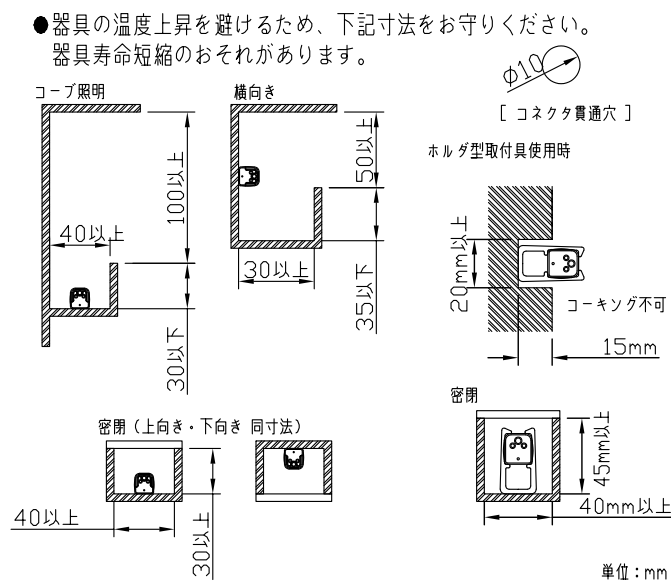 ●器具の温度上昇を避けるため、下記寸法をお守りください。
器具寿命短縮のおそれがあります。
φ10
[ コネクタ貫通穴 ]
コーブ照明
横向き
ホルダ型取付具使用時
100以上
40以上
30以下
50以上
30以上
35以下
20mm以上
コーキング不可
15mm
密閉（上向き・下向き 同寸法）
密閉
40以上
30以上
45mm以上
40mm以上
単位：mm